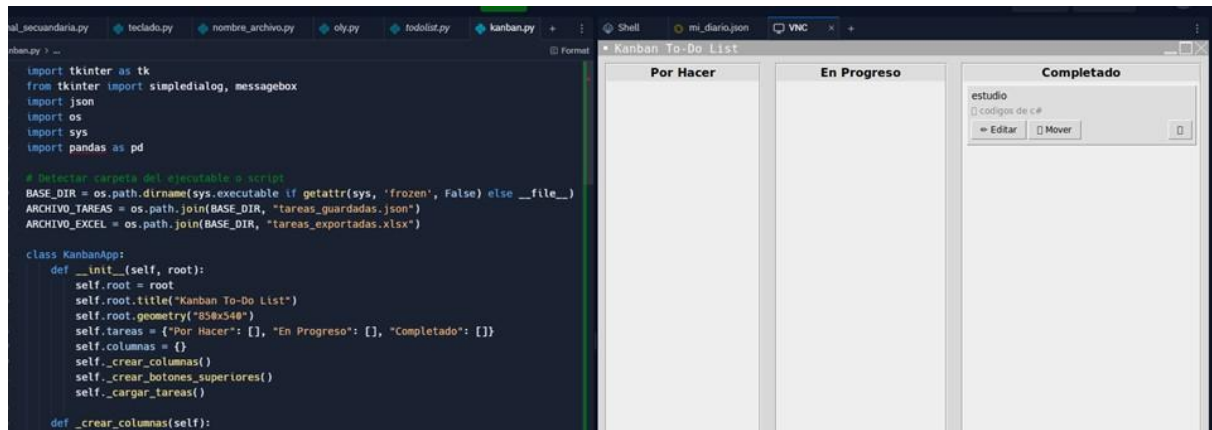 al_secuandaria.py teclado.py nombre_archivo.py oly.py todolist.py kanban.py + ⋮
nban.py > ... Format
import tkinter as tk
from tkinter import simpledialog, messagebox
import json
import os
import sys
import pandas as pd
# Detectar carpeta del ejecutable o script
BASE_DIR = os.path.dirname(sys.executable if getattr(sys, 'frozen', False) else __file__)
ARCHIVO_TAREAS = os.path.join(BASE_DIR, "tareas_guardadas.json")
ARCHIVO_EXCEL = os.path.join(BASE_DIR, "tareas_exportadas.xlsx")
class KanbanApp:
def __init__(self, root):
self.root = root
self.root.title("Kanban To-Do List")
self.root.geometry("850x540")
self.tareas = {"Por Hacer": [], "En Progreso": [], "Completado": []}
self.columnas = {}
self._crear_columnas()
self._crear_botones_superiores()
self._cargar_tareas()
def _crear_columnas(self):
Shell mi_diario.json VNC × + ⋮
Kanban To-Do List
Por Hacer En Progreso Completado
estudio
codigos de c#
Editar Mover